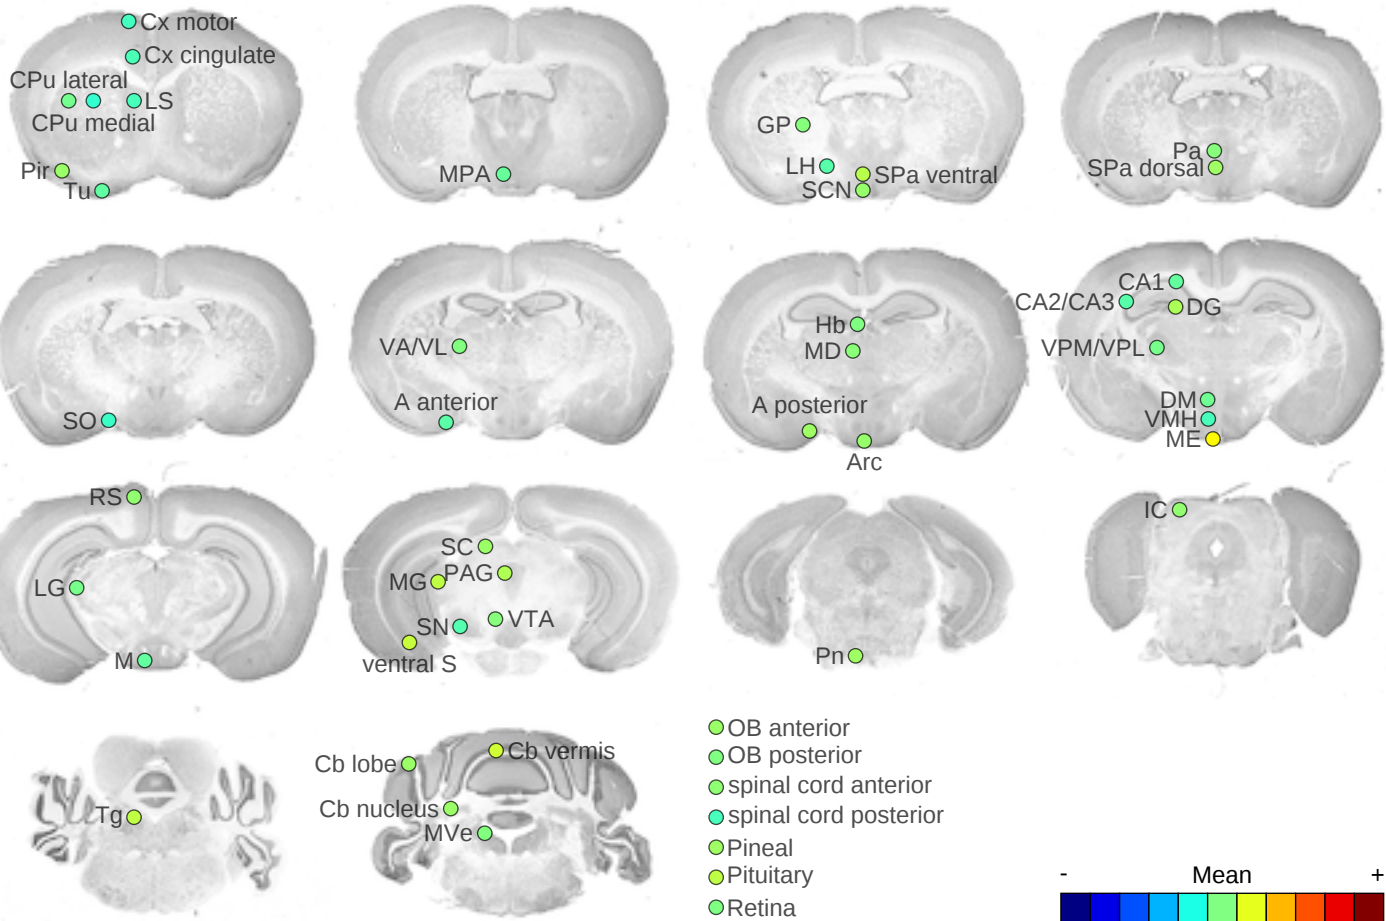 Cx motor
Cx cingulate
CPu lateral
LS
CPu medial
Pir
Tu
MPA
GP
LH
SPa ventral
SCN
Pa
SPa dorsal
SO
VA/VL
A anterior
Hb
MD
A posterior
Arc
CA1
CA2/CA3
DG
VPM/VPL
DM
VMH
ME
RS
LG
M
SC
MG
PAG
SN
VTA
ventral S
Pn
IC
Tg
Cb lobe
Cb vermis
Cb nucleus
MVe
OB anterior
OB posterior
spinal cord anterior
spinal cord posterior
Pineal
Pituitary
Retina
- Mean +